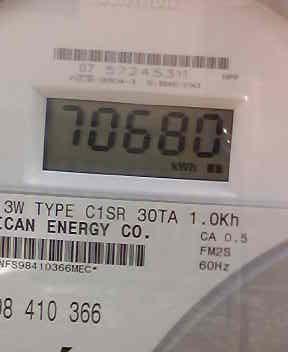 07 57245311
70680
kWh
3W TYPE C1SR 30TA 1.0Kh
ICAN ENERGY CO.
CA 0.5
FM2S
NFS98410366MEC*
60Hz
98 410 366